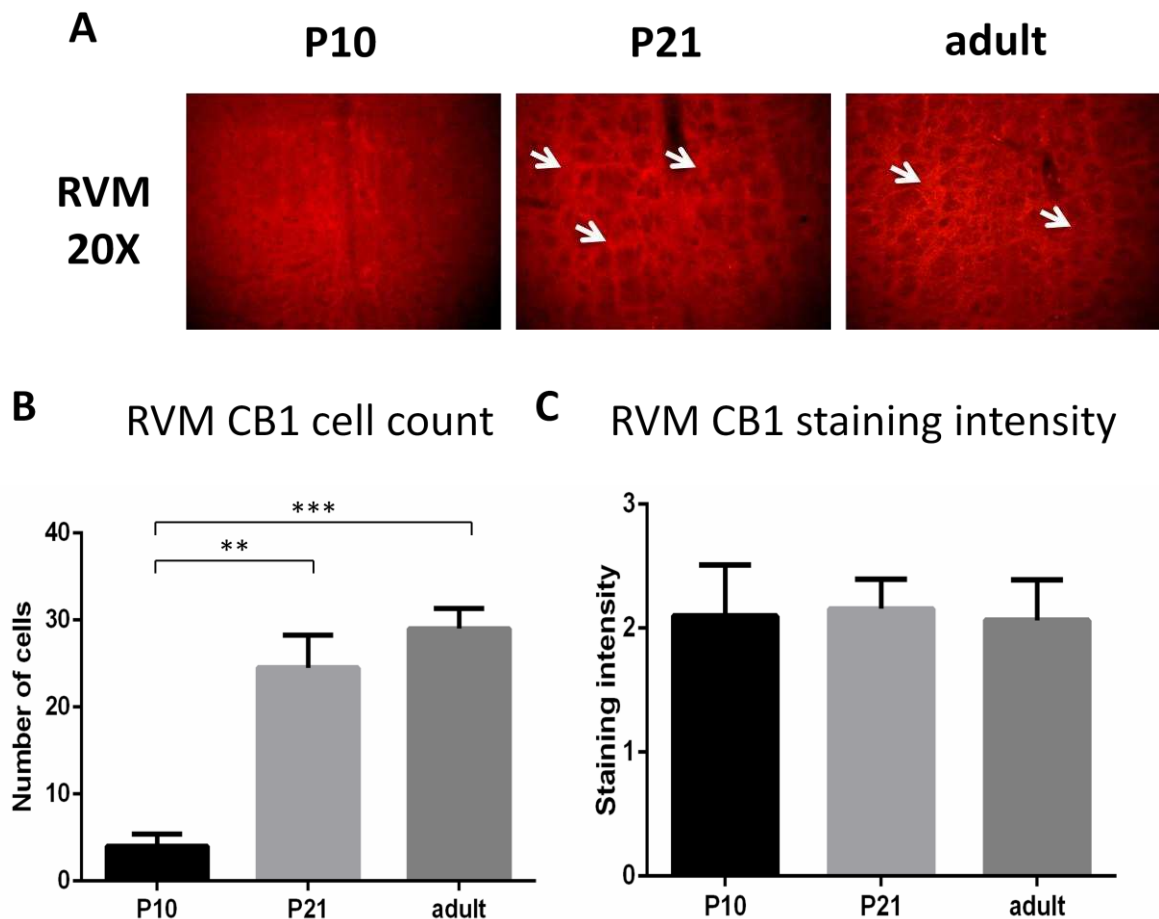 A
P10 P21 adult
RVM
20X
B RVM CB1 cell count
Number of cells
40
30
20
10
0
***
**
P10 P21 adult
C RVM CB1 staining intensity
Staining intensity
3
2
1
0
P10 P21 adult